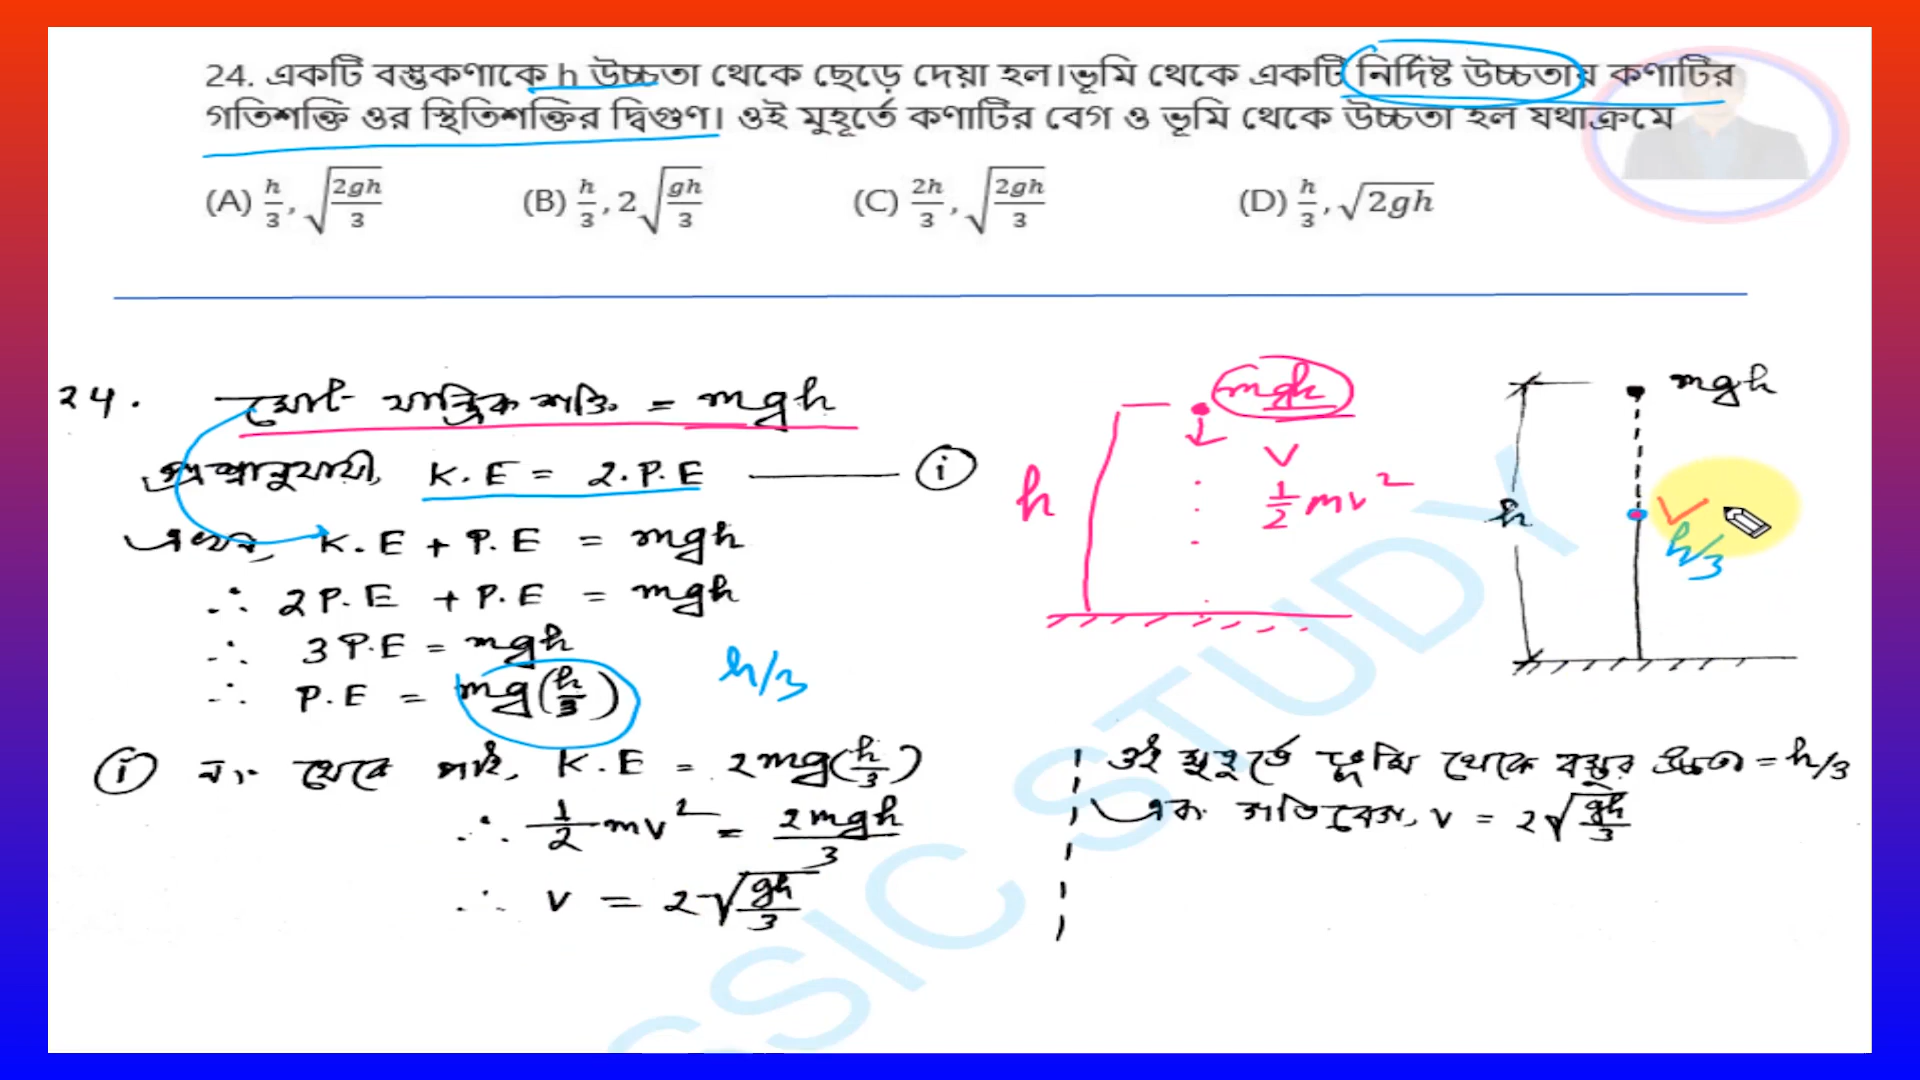 24. একটি বস্তুকণাকে h উচ্চতা থেকে ছেড়ে দেয়া হল।ভূমি থেকে একটি নির্দিষ্ট উচ্চতায় কণাটির
গতিশক্তি ওর স্থিতিশক্তির দ্বিগুণ। ওই মুহূর্তে কণাটির বেগ ও ভূমি থেকে উচ্চতা হল যথাক্রমে
(A) h/3, √(2gh/3) (B) h/3, 2√(gh/3) (C) 2h/3, √(2gh/3) (D) h/3, √2gh
24. মোট যান্ত্রিক শক্তি = mgh
প্রশ্নানুযায়ী, K.E = 2.P.E (i)
এখন, K.E + P.E = mgh
∴ 2P.E + P.E = mgh
∴ 3P.E = mgh
∴ P.E = mg(h/3)
h/3
(i) নং থেকে পাই, K.E = 2mg(h/3)
∴ 1/2 mv² = 2mgh/3
∴ v = 2√(gh/3)
mgh
h
v
1/2 mv²
mgh
h
v
h/3
ওই মুহূর্তে ভূমি থেকে বস্তুর উচ্চতা = h/3
এবং গতিবেগ, v = 2√(gh/3)
SSIC STUDY